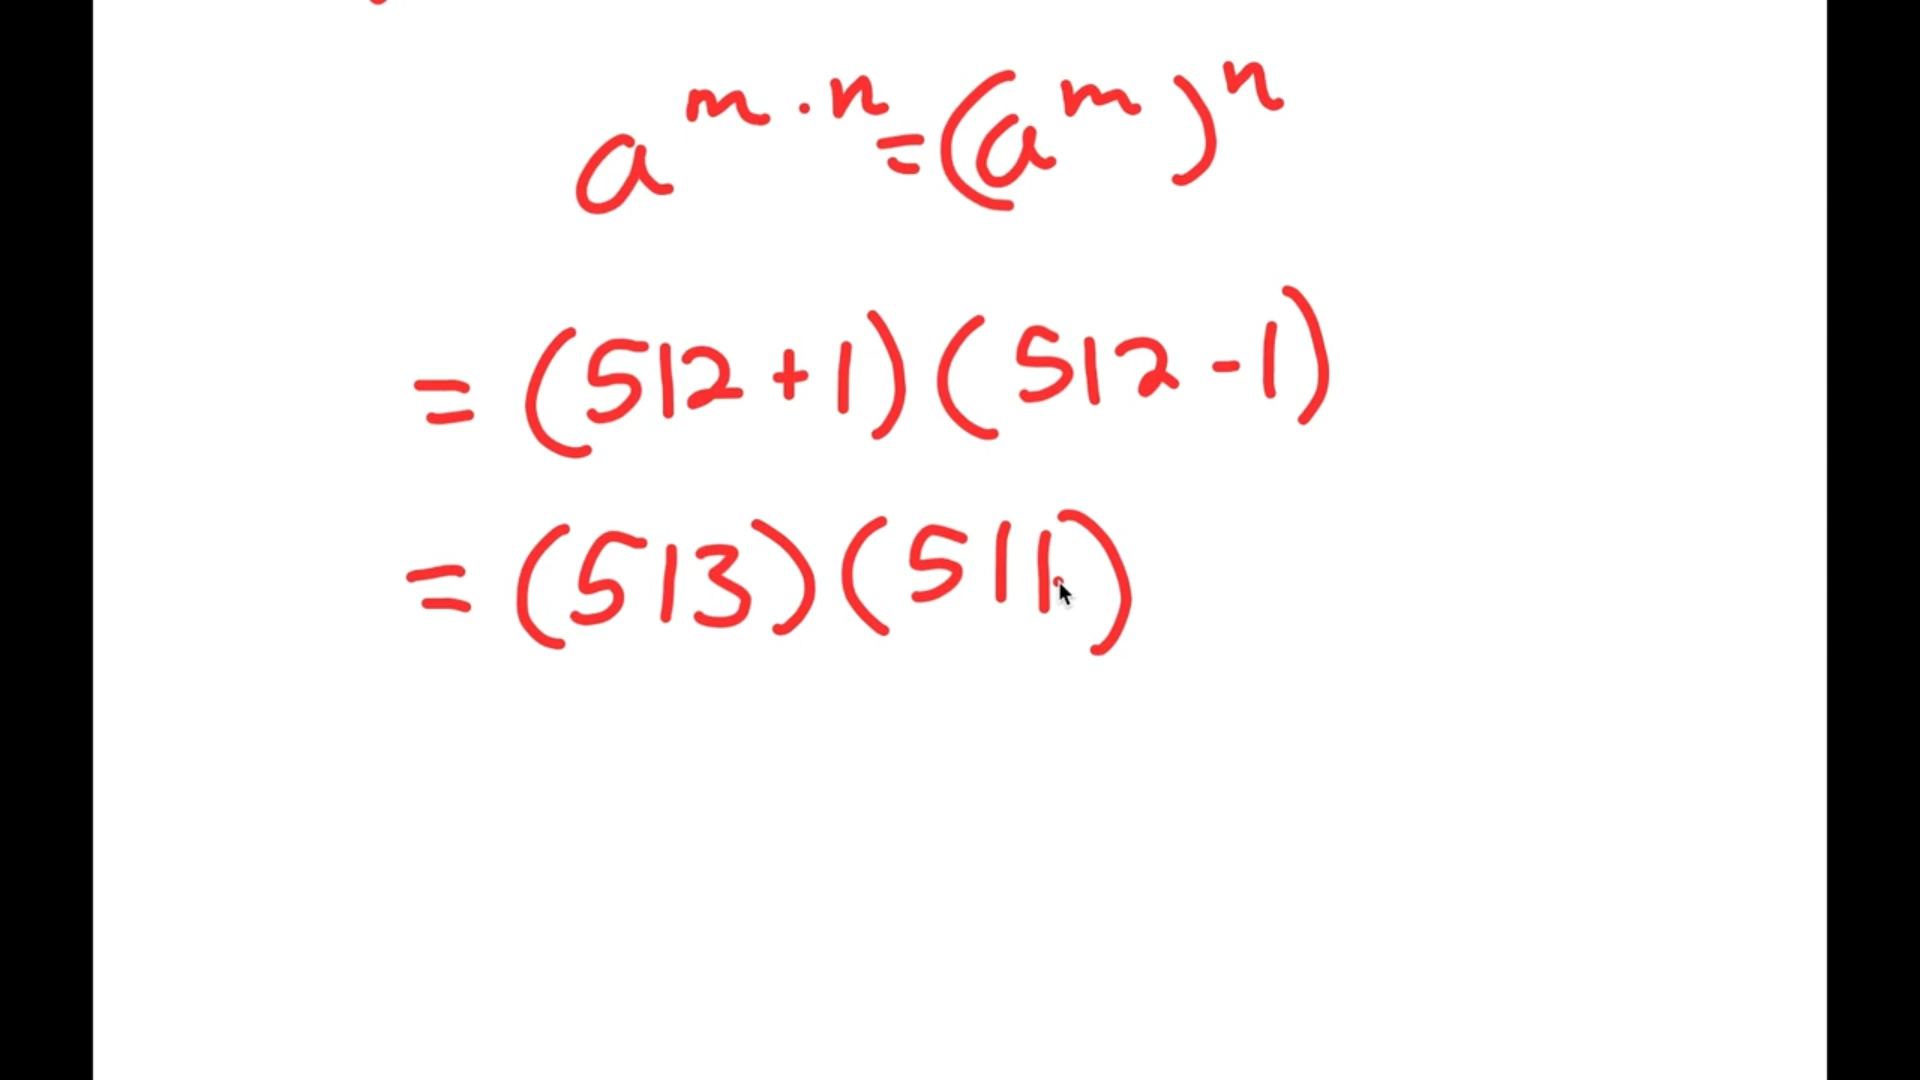 a^{m·n}=(a^m)^n
= (512+1)(512-1)
= (513)(511)